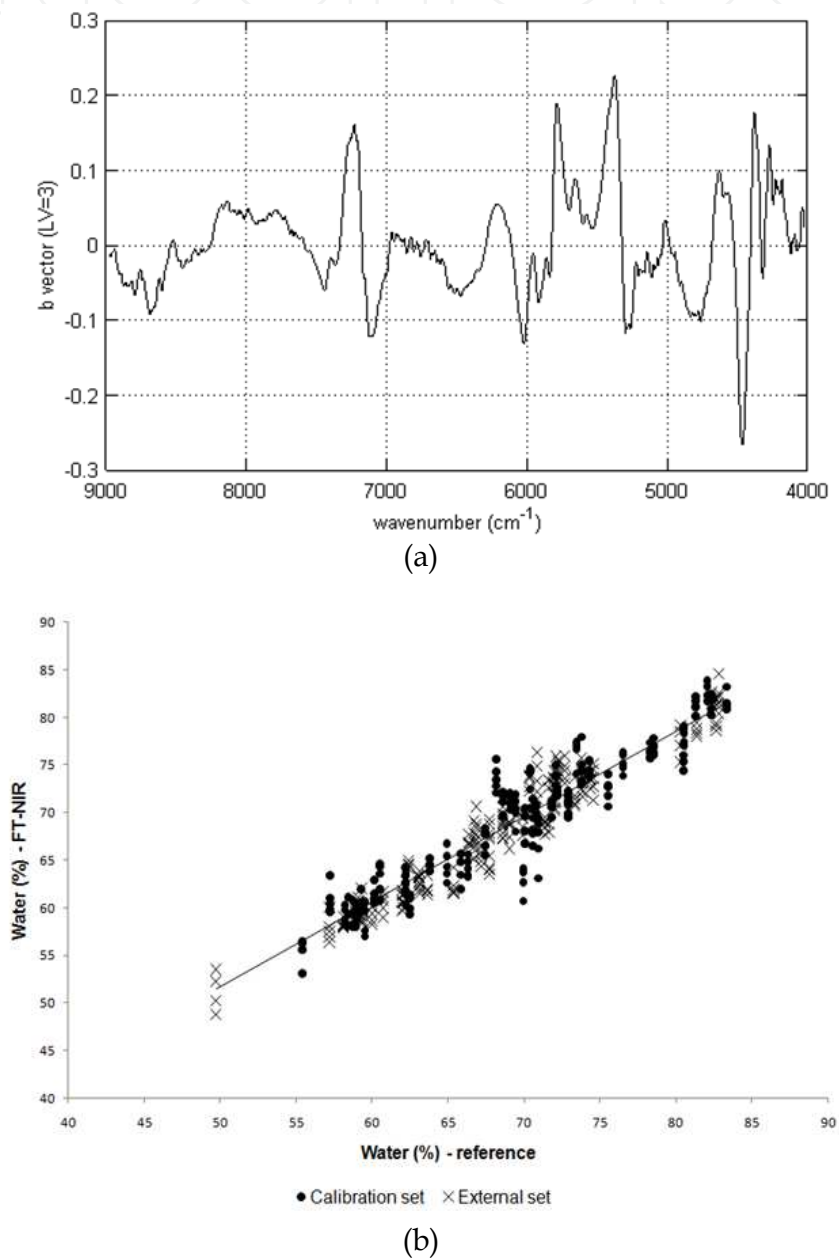 0.3
0.2
0.1
0
-0.1
-0.2
-0.3
b vector (LV=3)
9000 8000 7000 6000 5000 4000
wavenumber (cm-1)
(a)
90
85
80
75
70
65
60
55
50
45
40
Water (%) - FT-NIR
40 45 50 55 60 65 70 75 80 85 90
Water (%) - reference
● Calibration set × External set
(b)